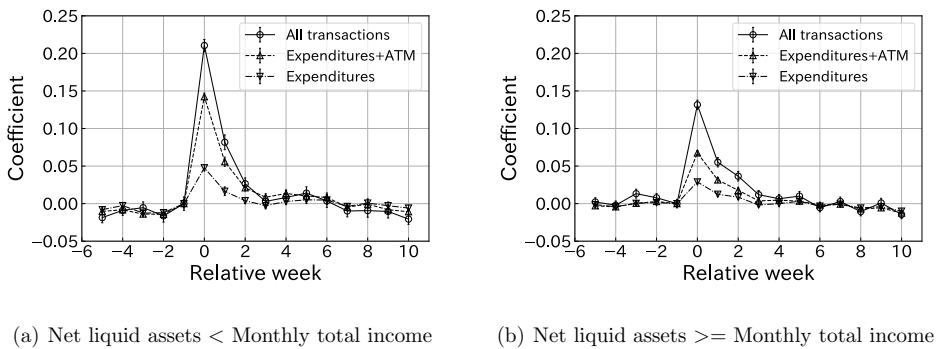 0.25
0.20
0.15
0.10
0.05
0.00
−0.05
Coefficient
All transactions
Expenditures+ATM
Expenditures
−6 −4 −2 0 2 4 6 8 10
Relative week
(a) Net liquid assets < Monthly total income
0.25
0.20
0.15
0.10
0.05
0.00
−0.05
Coefficient
All transactions
Expenditures+ATM
Expenditures
−6 −4 −2 0 2 4 6 8 10
Relative week
(b) Net liquid assets >= Monthly total income